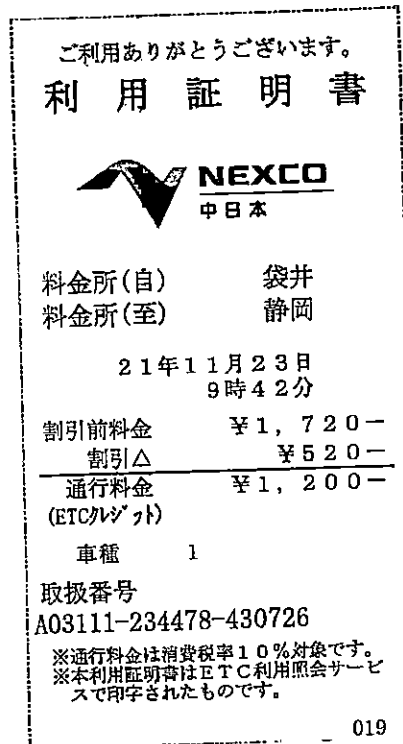 ご利用ありがとうございます。
利用証明書
NEXCO
中日本
料金所(自) 袋井
料金所(至) 静岡
21年11月23日
9時42分
割引前料金 ¥1,720−
割引△ ¥520−
通行料金 ¥1,200−
(ETCクレジット)
車種 1
取扱番号
A03111-234478-430726
※通行料金は消費税率10%対象です。
※本利用証明書はETC利用照会サービ
スで印字されたものです。
019